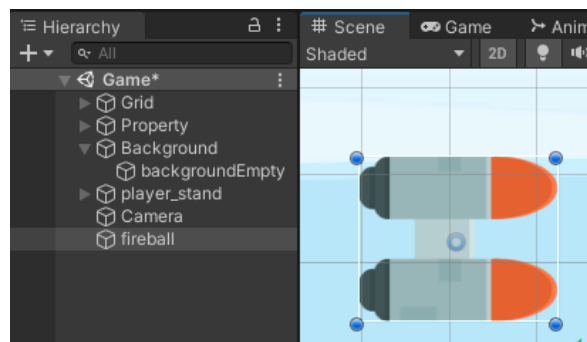 Hierarchy
All
Game*
Grid
Property
Background
backgroundEmpty
player_stand
Camera
fireball
# Scene
Game
Anim
Shaded
2D